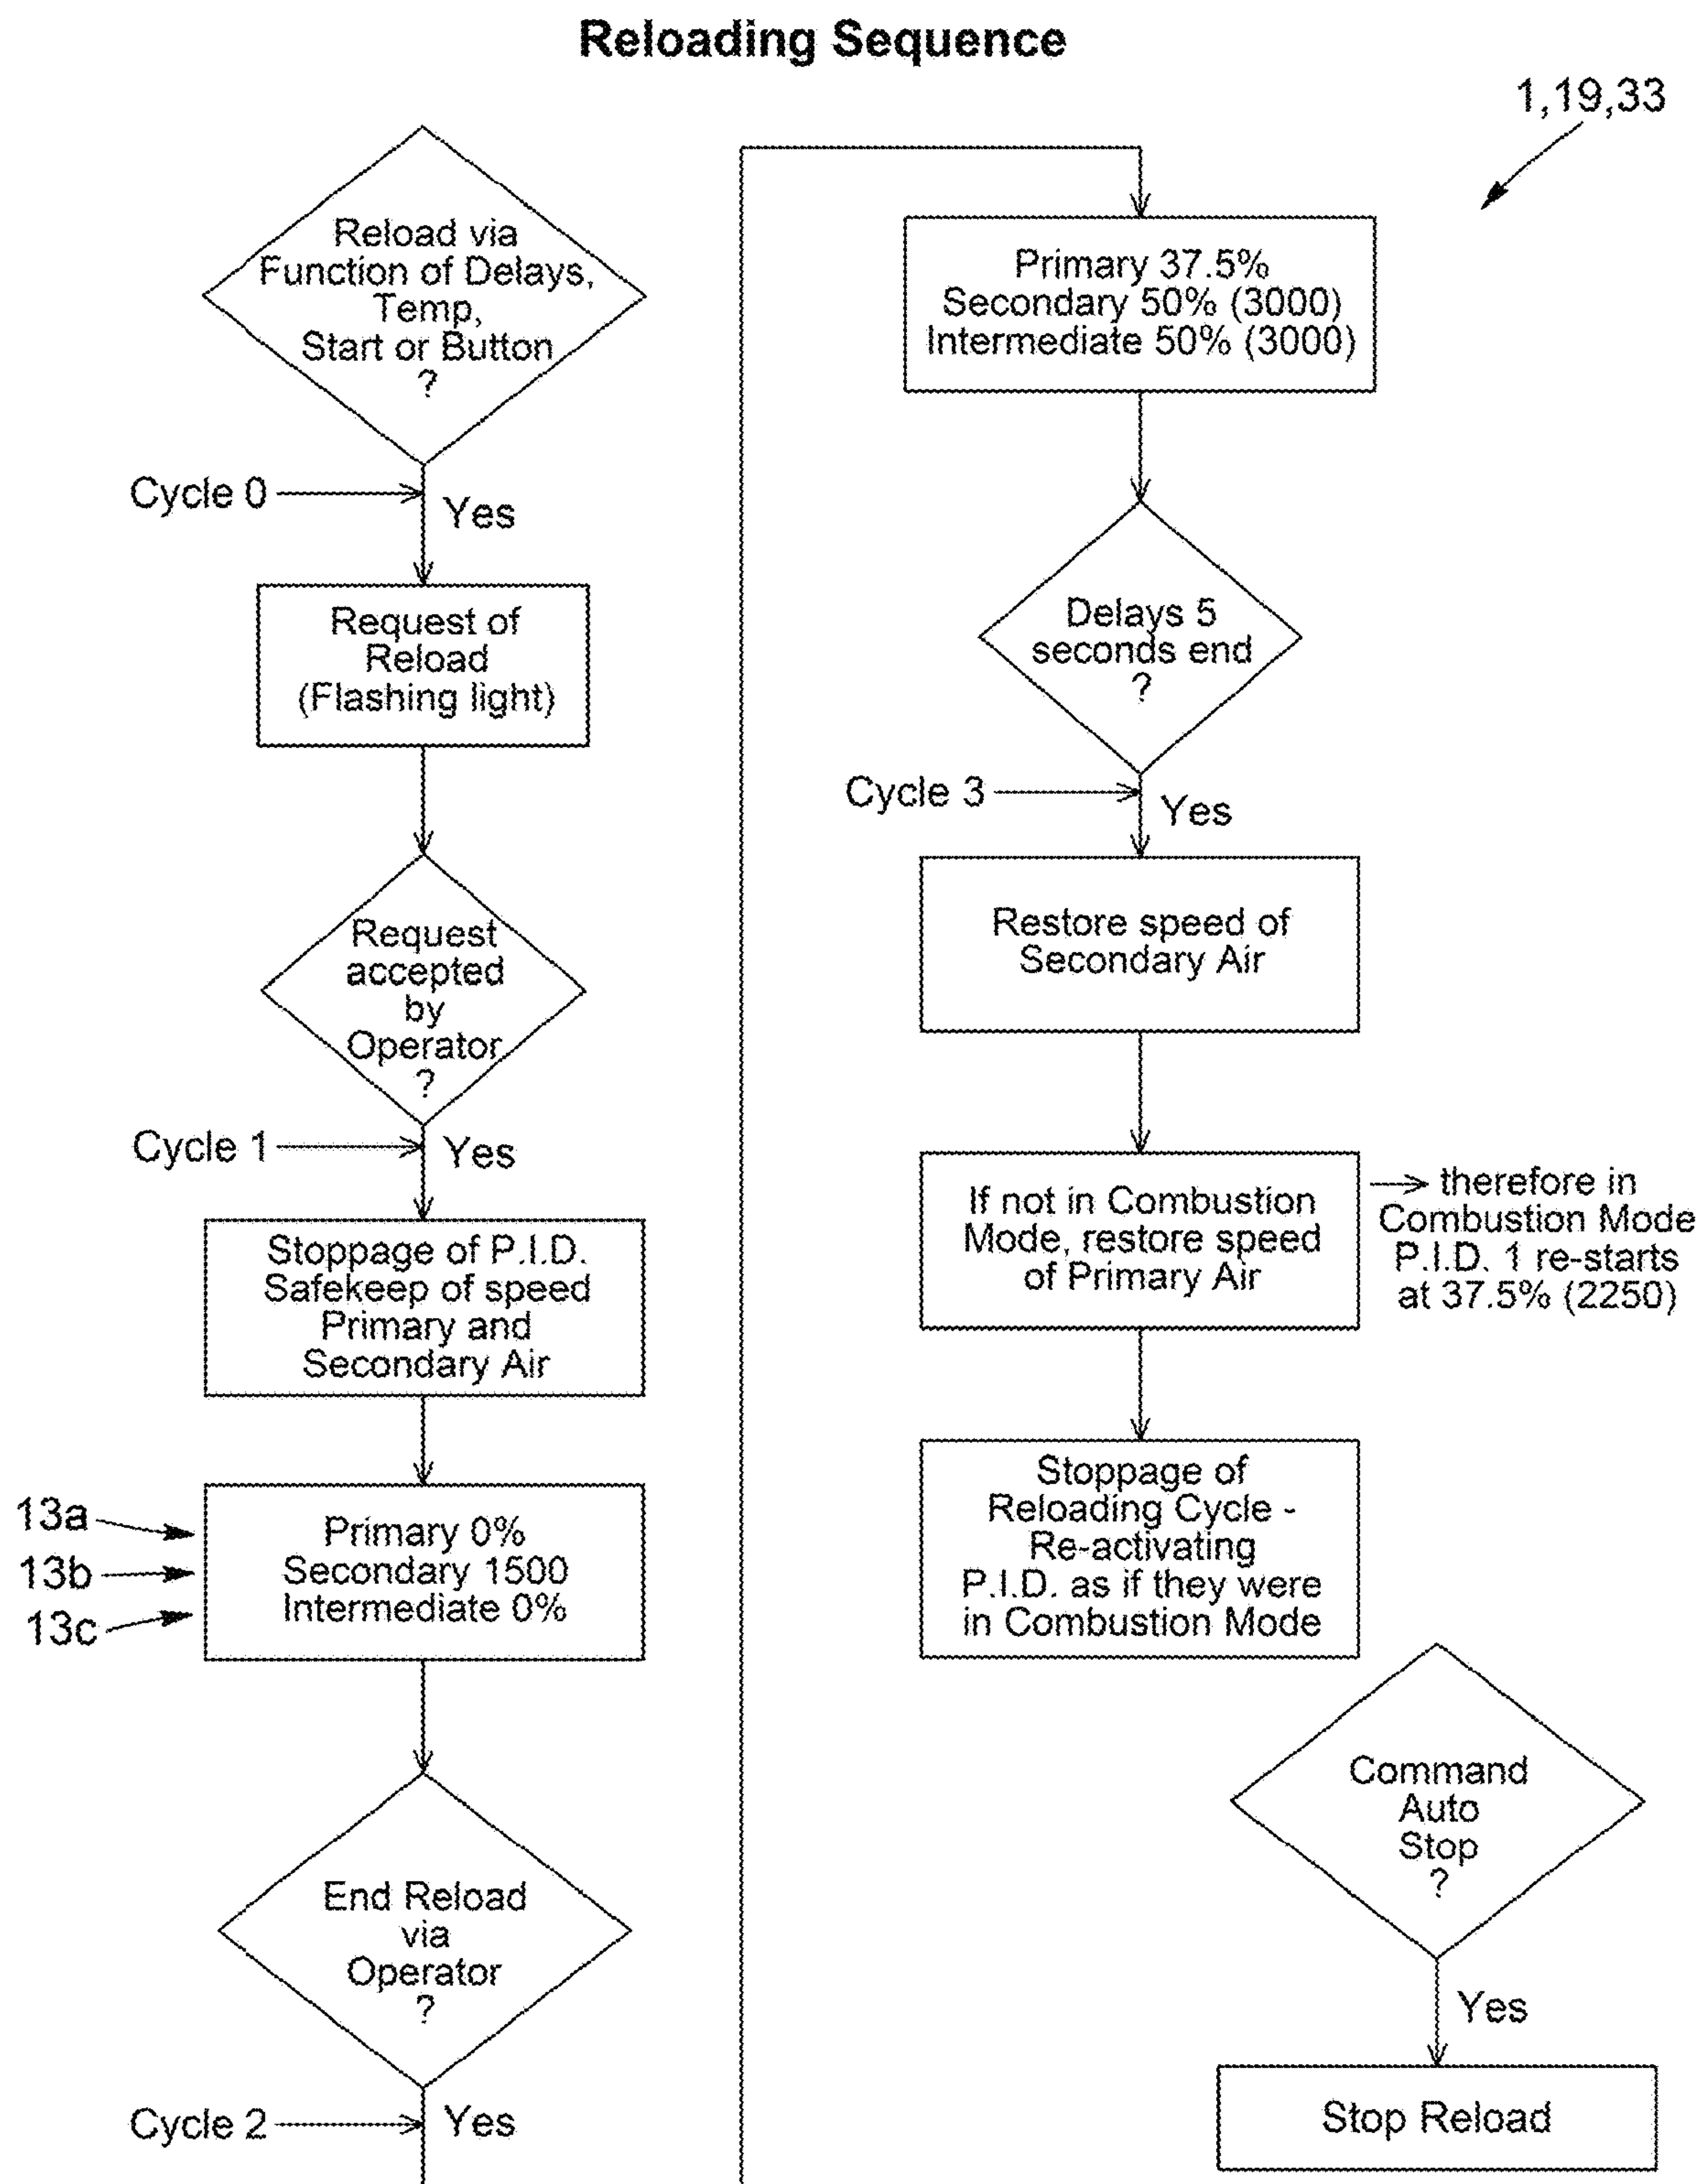 Reloading Sequence
1,19,33
Reload via
Function of Delays,
Temp,
Start or Button
?
Cycle 0
Yes
Request of
Reload
(Flashing light)
Request
accepted
by
Operator
?
Cycle 1
Yes
Stoppage of P.I.D.
Safekeep of speed
Primary and
Secondary Air
13a
13b
13c
Primary 0%
Secondary 1500
Intermediate 0%
End Reload
via
Operator
?
Cycle 2
Yes
Primary 37.5%
Secondary 50% (3000)
Intermediate 50% (3000)
Delays 5
seconds end
?
Cycle 3
Yes
Restore speed of
Secondary Air
If not in Combustion
Mode, restore speed
of Primary Air
therefore in
Combustion Mode
P.I.D. 1 re-starts
at 37.5% (2250)
Stoppage of
Reloading Cycle -
Re-activating
P.I.D. as if they were
in Combustion Mode
Command
Auto
Stop
?
Yes
Stop Reload